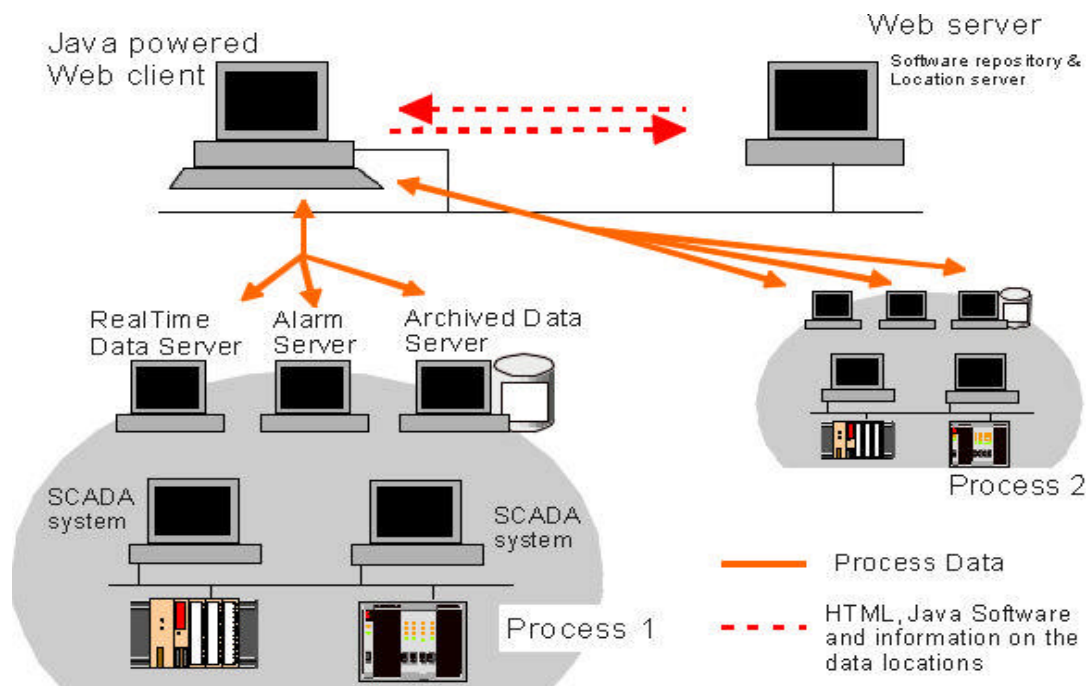 Java powered
Web client
Web server
Software repository &
Location server
RealTime
Data Server
Alarm
Server
Archived Data
Server
SCADA
system
SCADA
system
Process 1
Process 2
Process Data
HTML, Java Software
and information on the
data locations